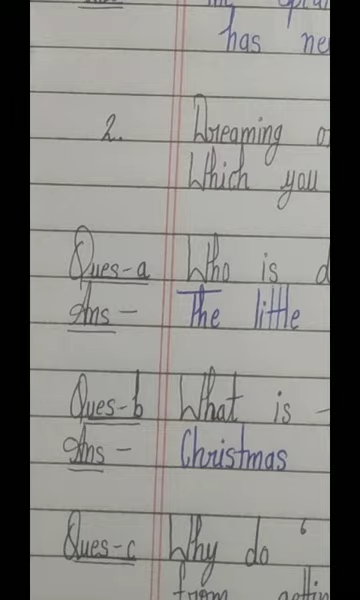 has ne
2. Dreaming o
Which you
Ques-a Who is d
Ans - The little
Ques-b What is -
Ans - Christmas
Ques-c Why do
from